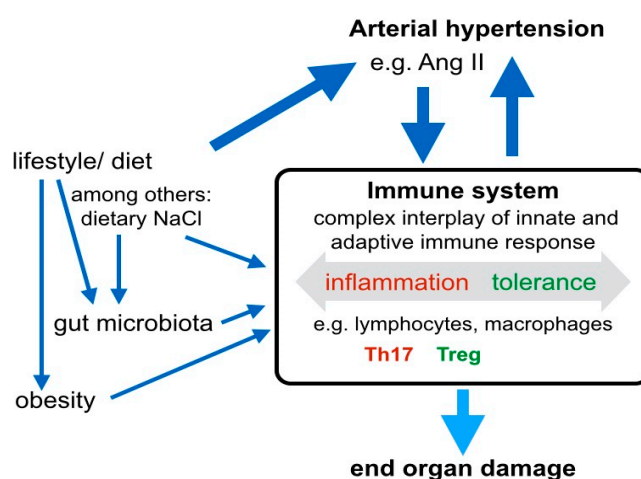 Arterial hypertension
e.g. Ang II
lifestyle/ diet
among others:
dietary NaCl
gut microbiota
obesity
Immune system
complex interplay of innate and
adaptive immune response
inflammation tolerance
e.g. lymphocytes, macrophages
Th17 Treg
end organ damage